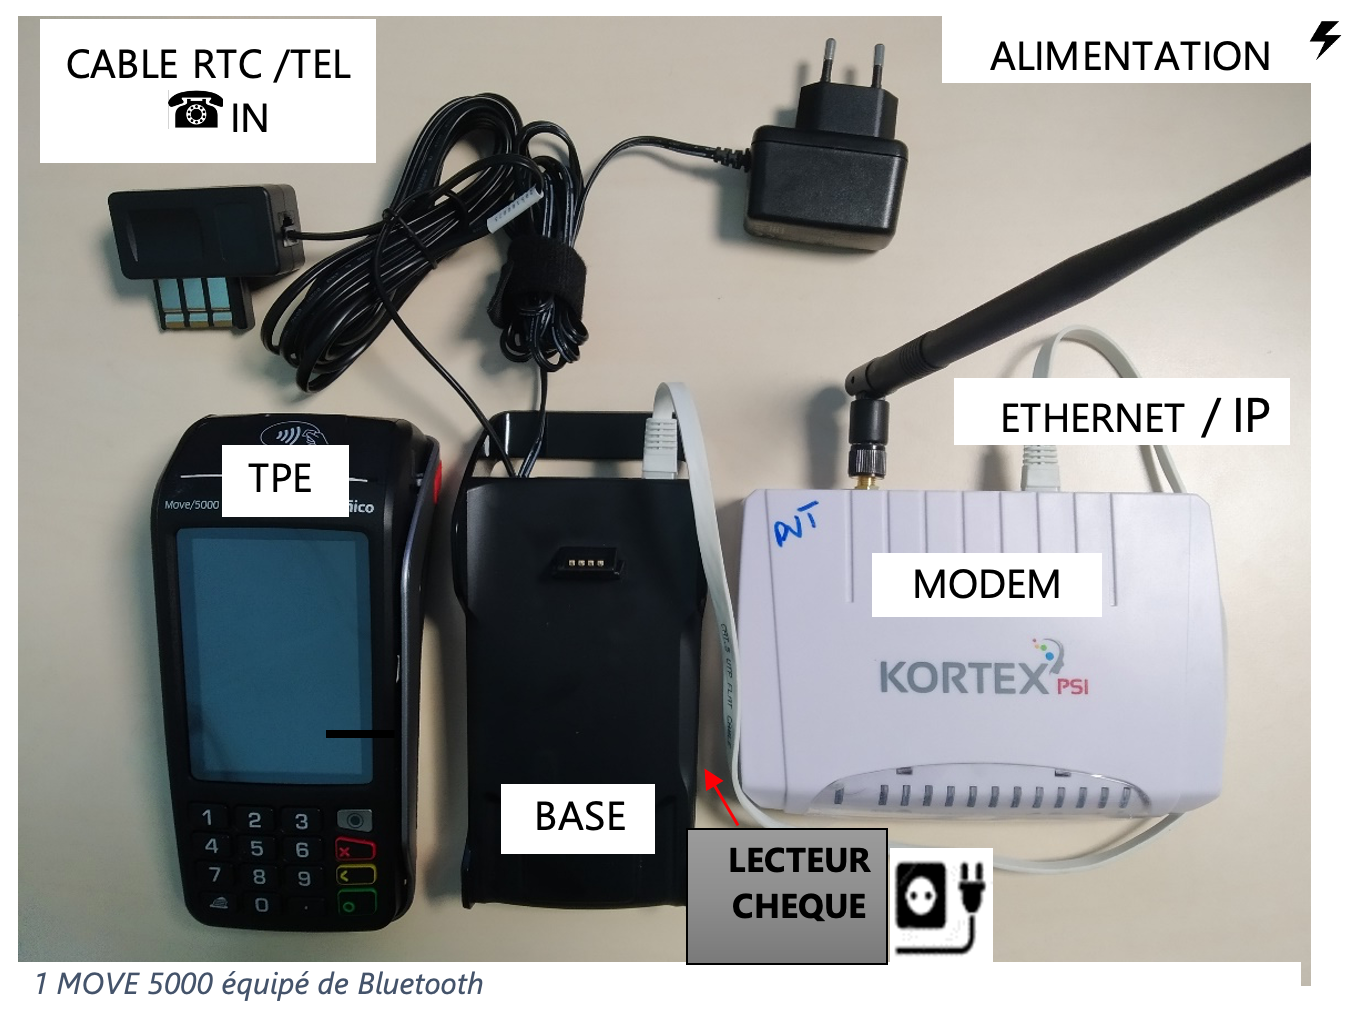 CABLE RTC /TEL
IN
ALIMENTATION
ETHERNET / IP
TPE
Move/5000
MODEM
KORTEX PSI
BASE
1 2 3
4 5 6
7 8 9
0 .
LECTEUR
CHEQUE
1 MOVE 5000 équipé de Bluetooth